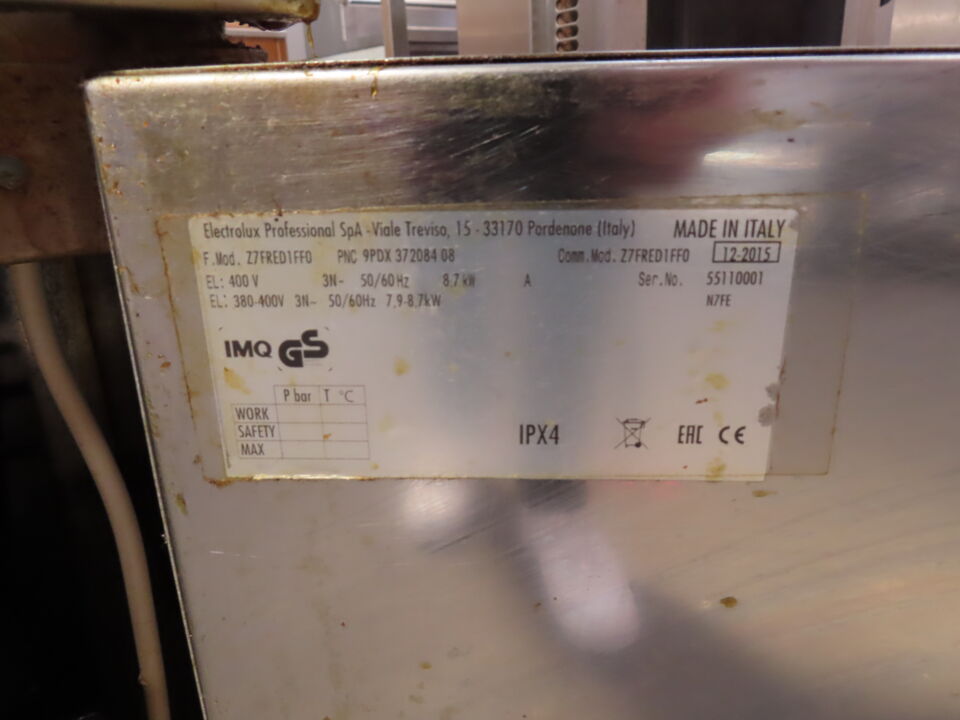 Electrolux Professional SpA - Viale Treviso, 15 - 33170 Pordenone (Italy) MADE IN ITALY
F.Mod. Z7FRED1FF0 PNC 9PDX 372084 08 Comm.Mod. Z7FRED1FF0 12-2015
EL: 400 V 3N~ 50/60 Hz 8.7 kW A Ser.No. 55110001
EL: 380-400V 3N~ 50/60Hz 7,9-8,7kW N7FE
IMQ GS
P bar T °C
WORK
SAFETY
MAX
IPX4 EAC CE